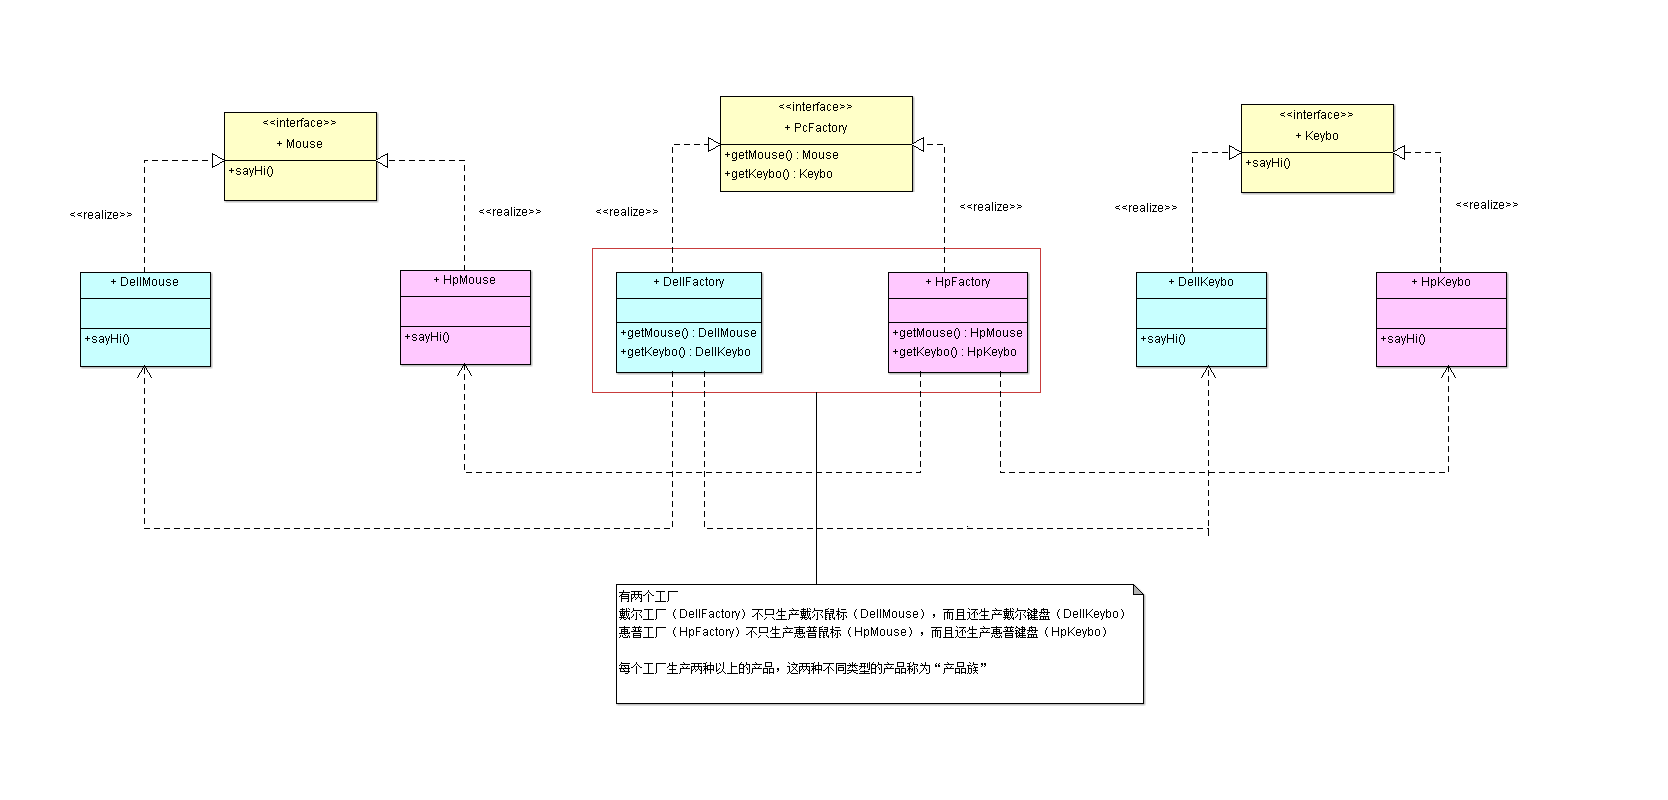 <<interface>>
+ Mouse
+sayHi()
<<interface>>
+ PcFactory
+getMouse() : Mouse
+getKeybo() : Keybo
<<interface>>
+ Keybo
+sayHi()
<<realize>>
<<realize>>
<<realize>>
<<realize>>
<<realize>>
<<realize>>
+ DellMouse
+sayHi()
+ HpMouse
+sayHi()
+ DellFactory
+getMouse() : DellMouse
+getKeybo() : DellKeybo
+ HpFactory
+getMouse() : HpMouse
+getKeybo() : HpKeybo
+ DellKeybo
+sayHi()
+ HpKeybo
+sayHi()
有两个工厂
戴尔工厂（DellFactory）不只生产戴尔鼠标（DellMouse），而且还生产戴尔键盘（DellKeybo）
惠普工厂（HpFactory）不只生产惠普鼠标（HpMouse），而且还生产惠普键盘（HpKeybo）
每个工厂生产两种以上的产品，这两种不同类型的产品称为“产品族”